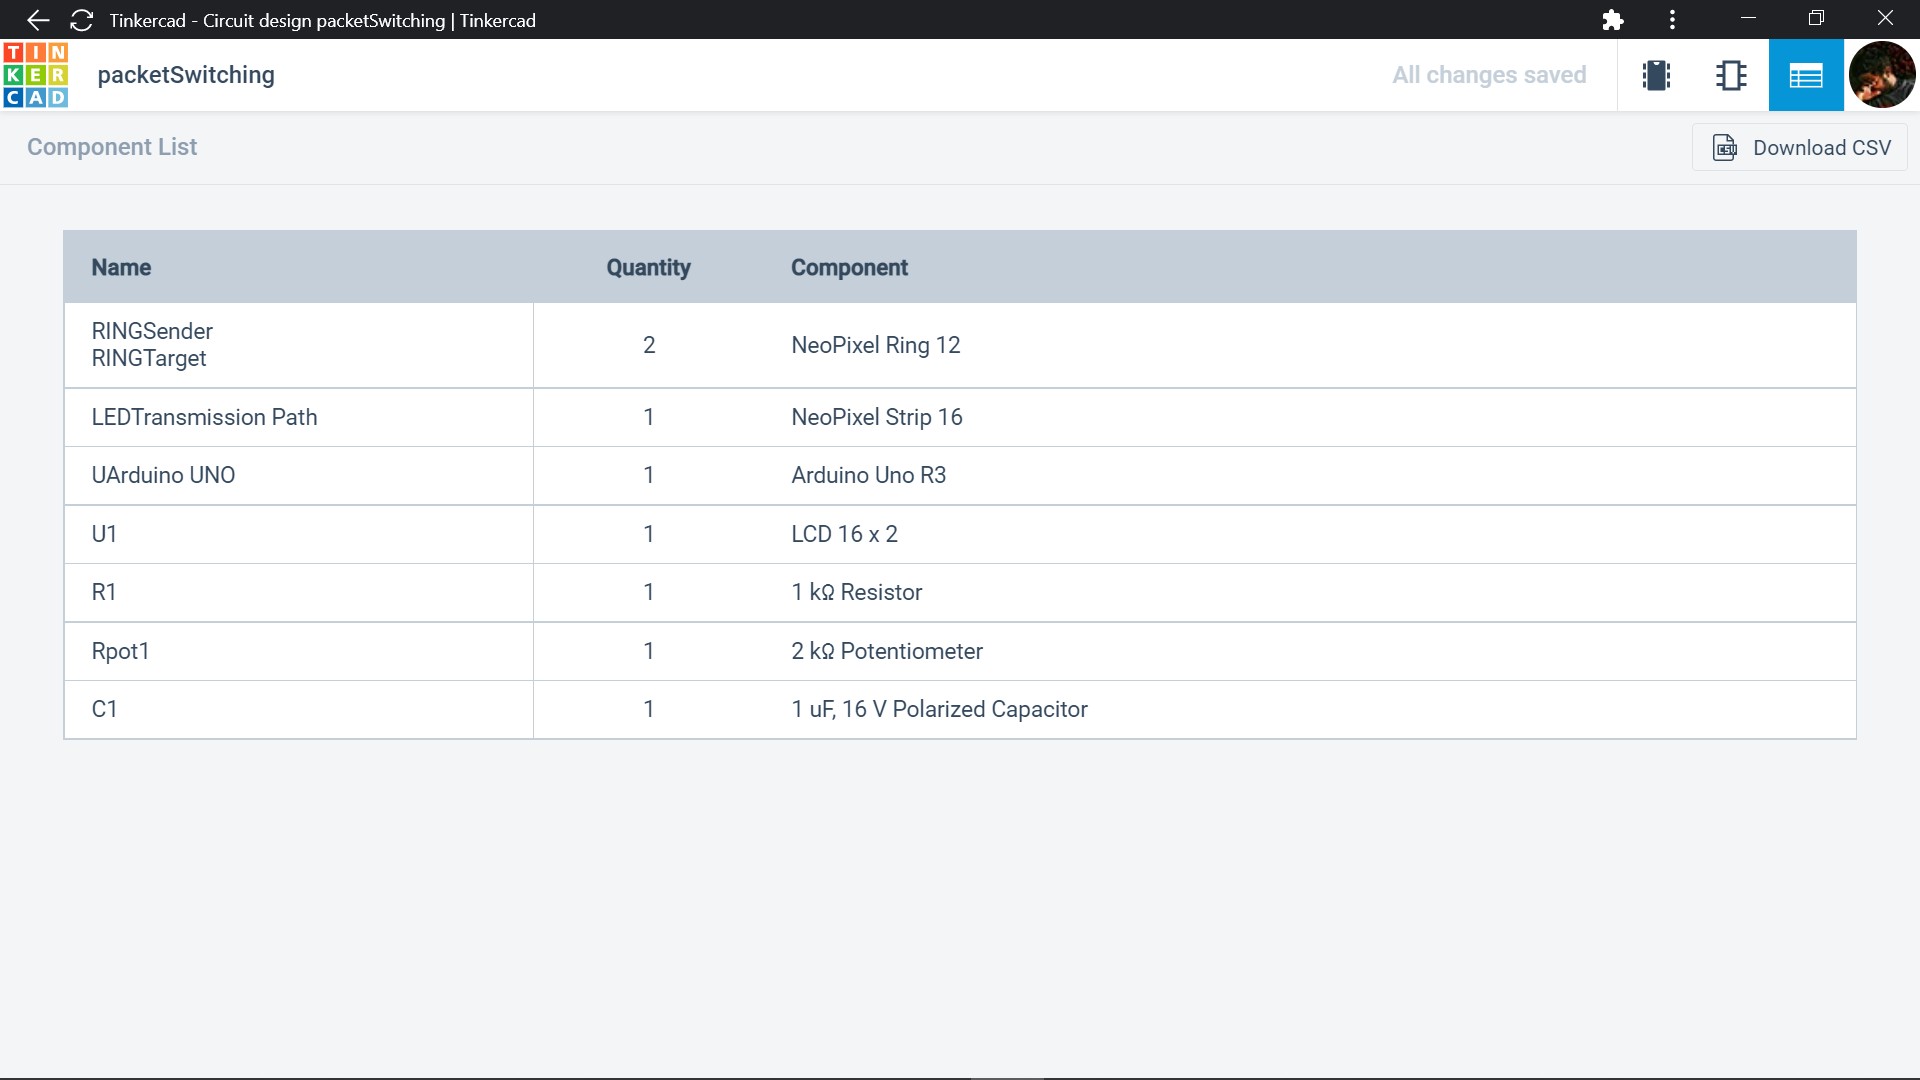 Tinkercad - Circuit design packetSwitching | Tinkercad
TIN
KER
CAD
packetSwitching
All changes saved
Component List
Download CSV
Name Quantity Component
RINGSender
RINGTarget
2 NeoPixel Ring 12
LEDTransmission Path 1 NeoPixel Strip 16
UArduino UNO 1 Arduino Uno R3
U1 1 LCD 16 x 2
R1 1 1 kΩ Resistor
Rpot1 1 2 kΩ Potentiometer
C1 1 1 uF, 16 V Polarized Capacitor